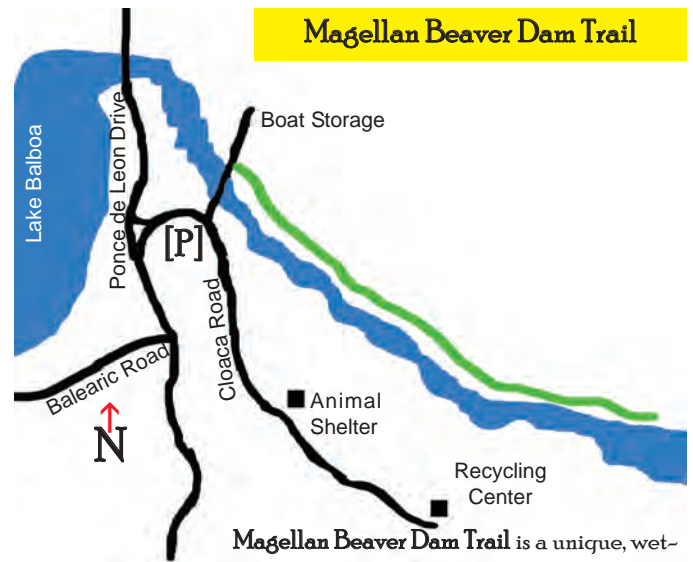 Magellan Beaver Dam Trail
Boat Storage
Lake Balboa
Ponce de Leon Drive
[P]
Cloaca Road
Balearic Road
N
Animal
Shelter
Recycling
Center
Magellan Beaver Dam Trail is a unique, wet-